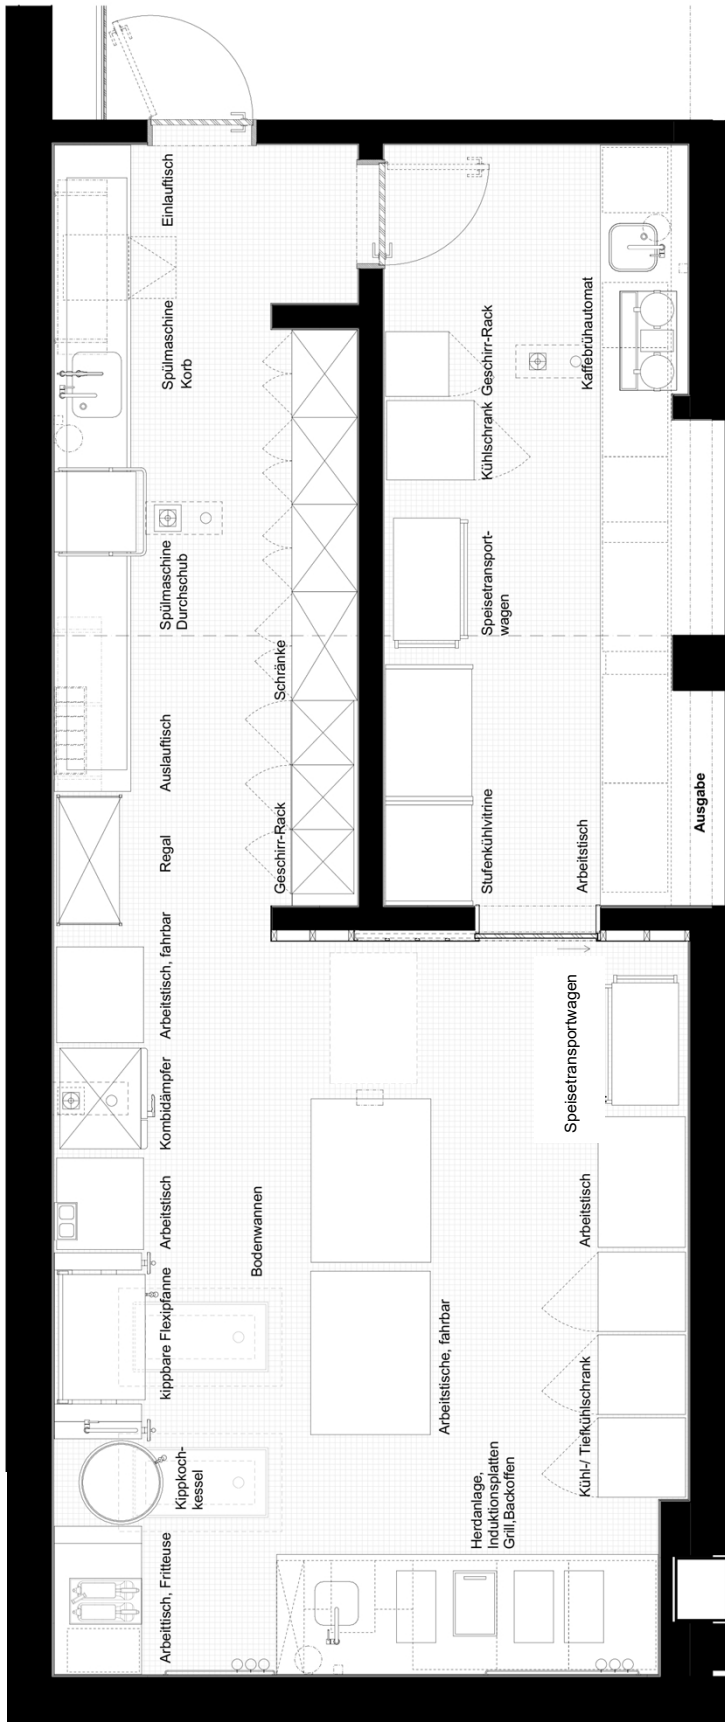 Einlauftisch
Spülmaschine
Korb
Spülmaschine
Durchschub
Auslauftisch
Regal
Arbeitstisch, fahrbar
Kombidämpfer
Arbeitstisch
kippbare Flexipfanne
Kippkoch-
kessel
Arbeittisch, Fritteuse
Schränke
Geschirr-Rack
Bodenwannen
Arbeitstische, fahrbar
Herdanlage,
Induktionsplatten
Grill,Backoffen
Geschirr-Rack
Kühlschrank
Speisetransport-
wagen
Stufenkühlvitrine
Kaffebrühautomat
Arbeitstisch
Ausgabe
Speisetransportwagen
Arbeitstisch
Kühl-/ Tiefkühlschrank